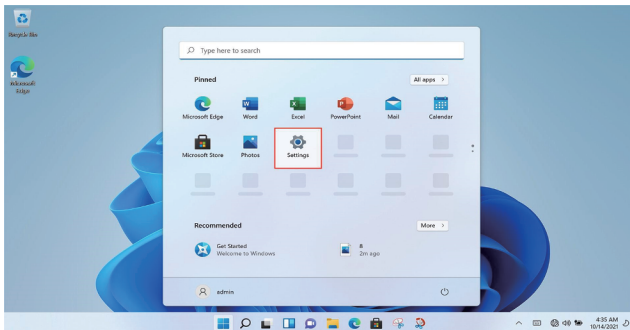 Recycle Bin
Microsoft
Edge
Type here to search
Pinned
All apps >
Microsoft Edge
Word
Excel
PowerPoint
Mail
Calendar
Microsoft Store
Photos
Settings
Recommended
More >
Get Started
Welcome to Windows
8
2m ago
admin
4:35 AM
10/14/2021